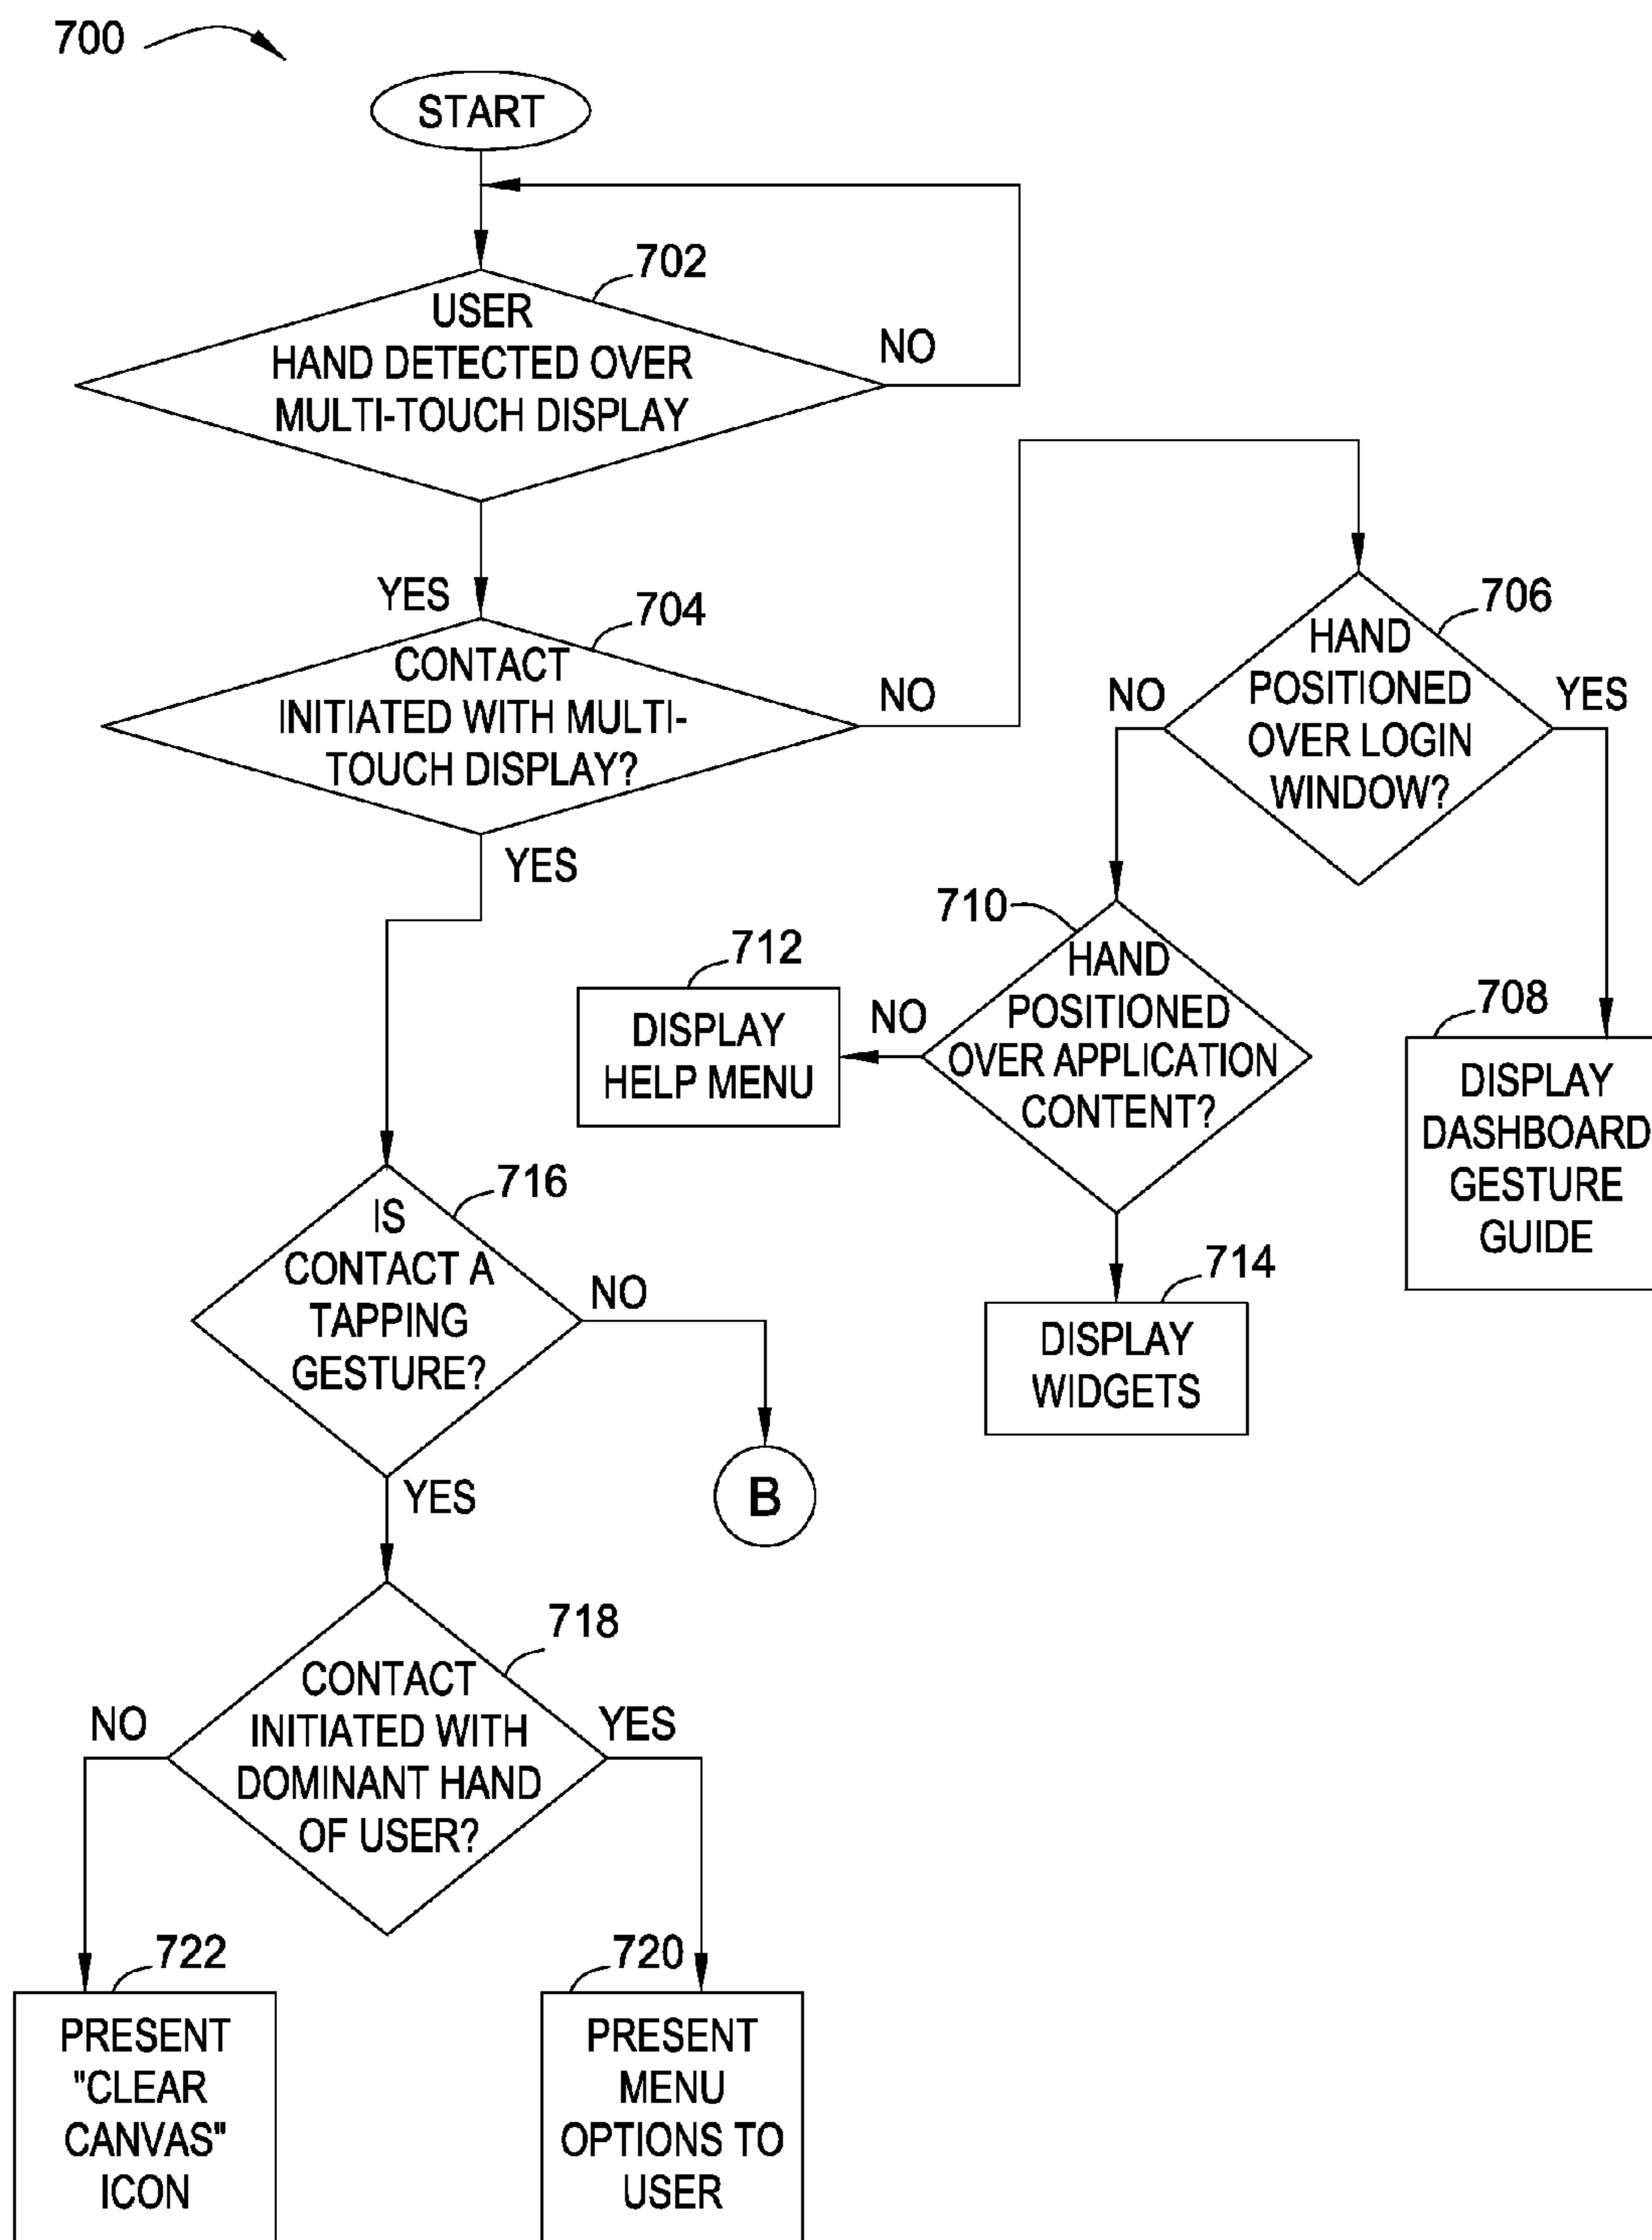 700
START
702
USER
HAND DETECTED OVER
MULTI-TOUCH DISPLAY
NO
YES
704
CONTACT
INITIATED WITH MULTI-
TOUCH DISPLAY?
NO
YES
706
HAND
POSITIONED
OVER LOGIN
WINDOW?
NO
YES
708
DISPLAY
DASHBOARD
GESTURE
GUIDE
710
HAND
POSITIONED
OVER APPLICATION
CONTENT?
NO
712
DISPLAY
HELP MENU
714
DISPLAY
WIDGETS
716
IS
CONTACT A
TAPPING
GESTURE?
NO
B
YES
718
CONTACT
INITIATED WITH
DOMINANT HAND
OF USER?
NO
YES
722
PRESENT
"CLEAR
CANVAS"
ICON
720
PRESENT
MENU
OPTIONS TO
USER